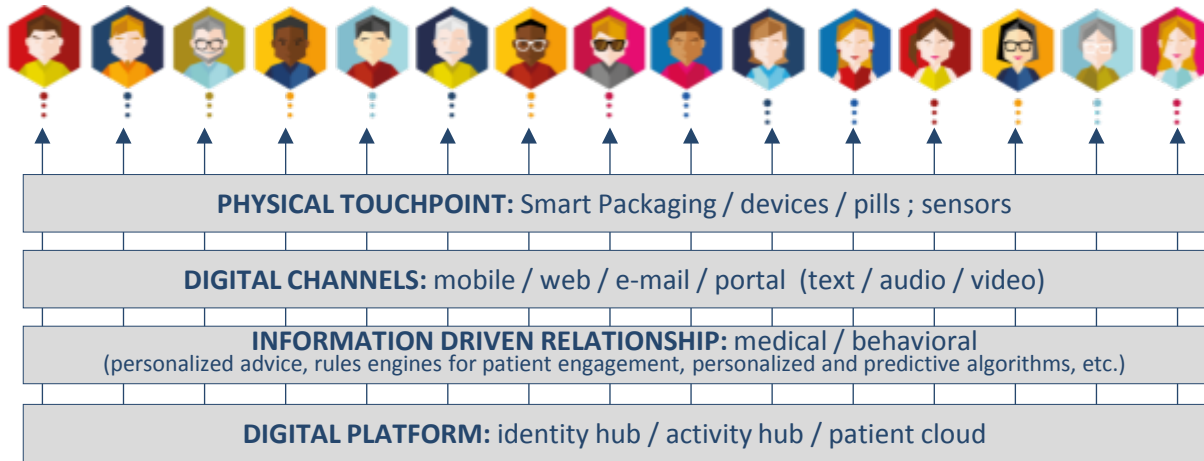 PHYSICAL TOUCHPOINT: Smart Packaging / devices / pills ; sensors
DIGITAL CHANNELS: mobile / web / e-mail / portal (text / audio / video)
INFORMATION DRIVEN RELATIONSHIP: medical / behavioral
(personalized advice, rules engines for patient engagement, personalized and predictive algorithms, etc.)
DIGITAL PLATFORM: identity hub / activity hub / patient cloud